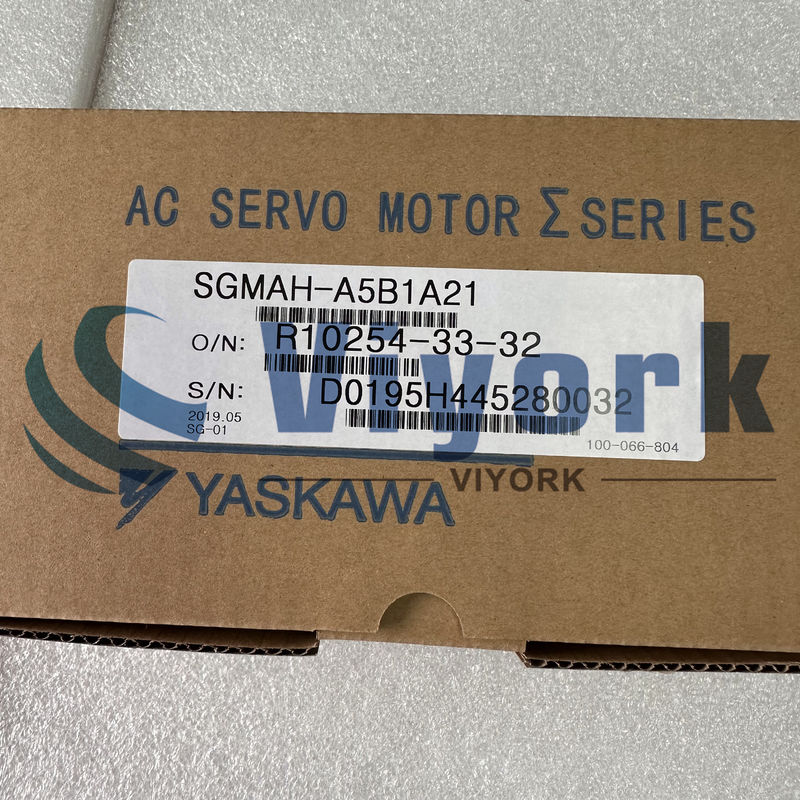 AC SERVO MOTOR Σ SERIES
SGMAH-A5B1A21
O/N: R10254-33-32
S/N: D0195H445280032
2019.05
SG-01
100-066-804
Viyork
VIYORK
YASKAWA